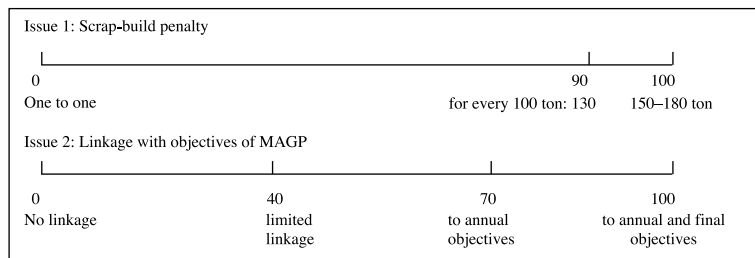 Issue 1: Scrap-build penalty
0 90 100
One to one for every 100 ton: 130 150–180 ton
Issue 2: Linkage with objectives of MAGP
0 40 70 100
No linkage limited to annual to annual and final
linkage objectives objectives